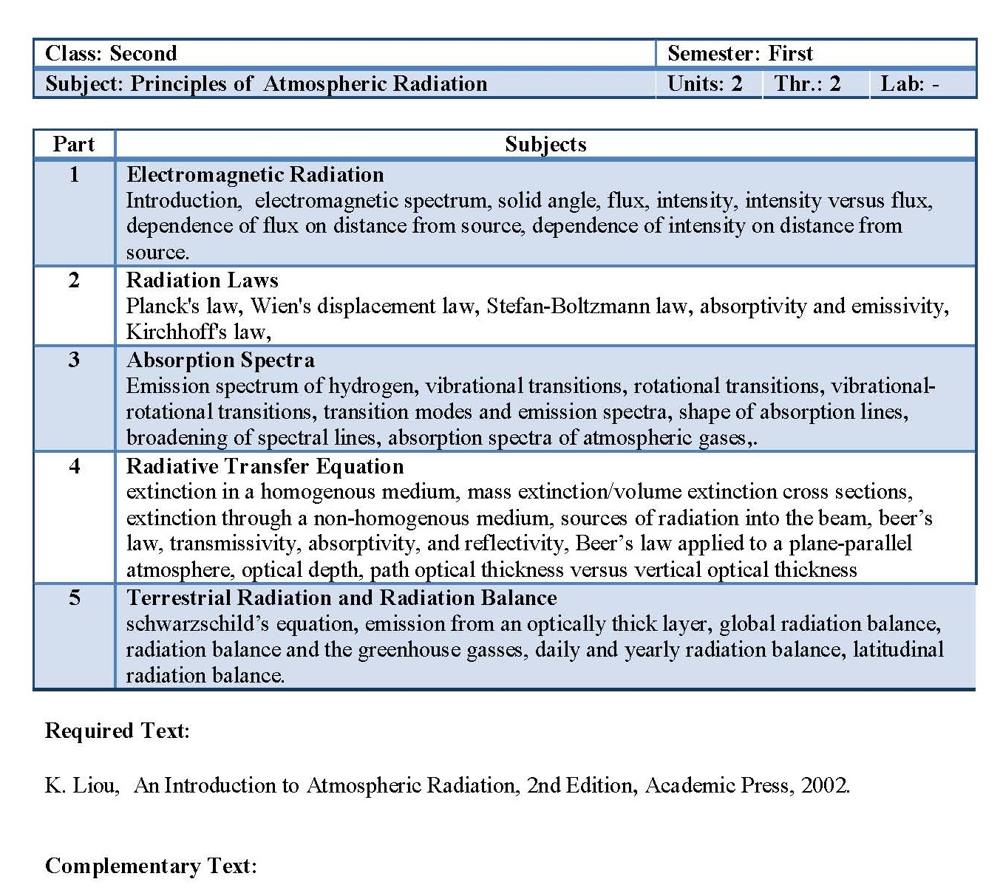 Class: Second Semester: First
Subject: Principles of Atmospheric Radiation Units: 2 Thr.: 2 Lab: -
Part Subjects
1 Electromagnetic Radiation
Introduction, electromagnetic spectrum, solid angle, flux, intensity, intensity versus flux,
dependence of flux on distance from source, dependence of intensity on distance from
source.
2 Radiation Laws
Planck's law, Wien's displacement law, Stefan-Boltzmann law, absorptivity and emissivity,
Kirchhoff's law,
3 Absorption Spectra
Emission spectrum of hydrogen, vibrational transitions, rotational transitions, vibrational-
rotational transitions, transition modes and emission spectra, shape of absorption lines,
broadening of spectral lines, absorption spectra of atmospheric gases,.
4 Radiative Transfer Equation
extinction in a homogenous medium, mass extinction/volume extinction cross sections,
extinction through a non-homogenous medium, sources of radiation into the beam, beer’s
law, transmissivity, absorptivity, and reflectivity, Beer’s law applied to a plane-parallel
atmosphere, optical depth, path optical thickness versus vertical optical thickness
5 Terrestrial Radiation and Radiation Balance
schwarzschild’s equation, emission from an optically thick layer, global radiation balance,
radiation balance and the greenhouse gasses, daily and yearly radiation balance, latitudinal
radiation balance.
Required Text:
K. Liou, An Introduction to Atmospheric Radiation, 2nd Edition, Academic Press, 2002.
Complementary Text: